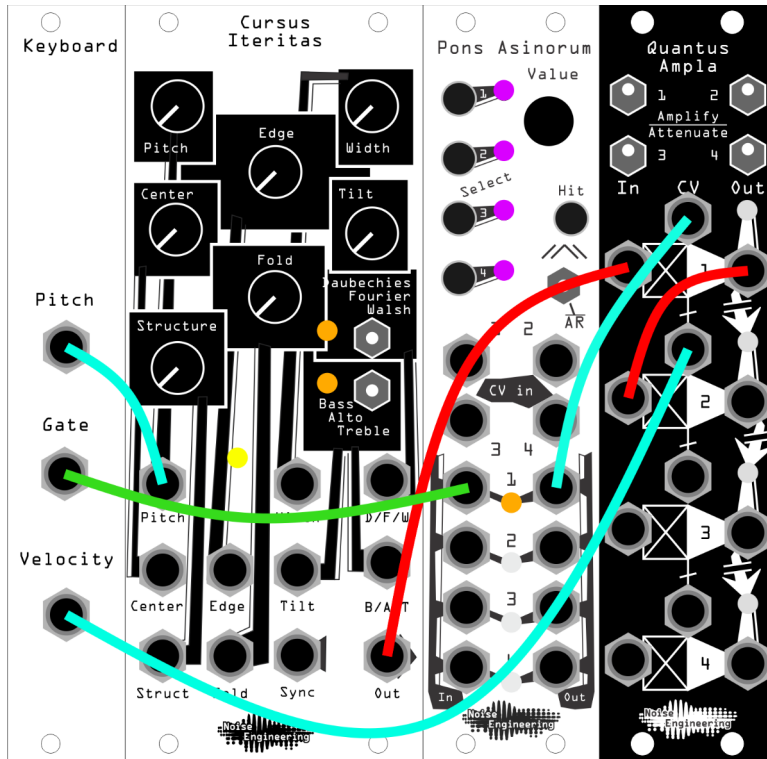 Keyboard
Pitch
Gate
Velocity
Cursus
Iteritas
Pitch
Edge
Width
Center
Tilt
Fold
Structure
Daubechies
Fourier
Walsh
Bass
Alto
Treble
Pitch
D/F/W
Center
Edge
Tilt
Struct
Sync
Out
Noise
Engineering
Pons Asinorum
Value
1
2
Select
3
4
Hit
AR
2
CV in
3 4
1
2
3
In
Out
Noise
Engineering
Quantus
Ampla
1 2
Amplify
Attenuate
3 4
In CV Out
1
2
3
4
Noise
Engineering